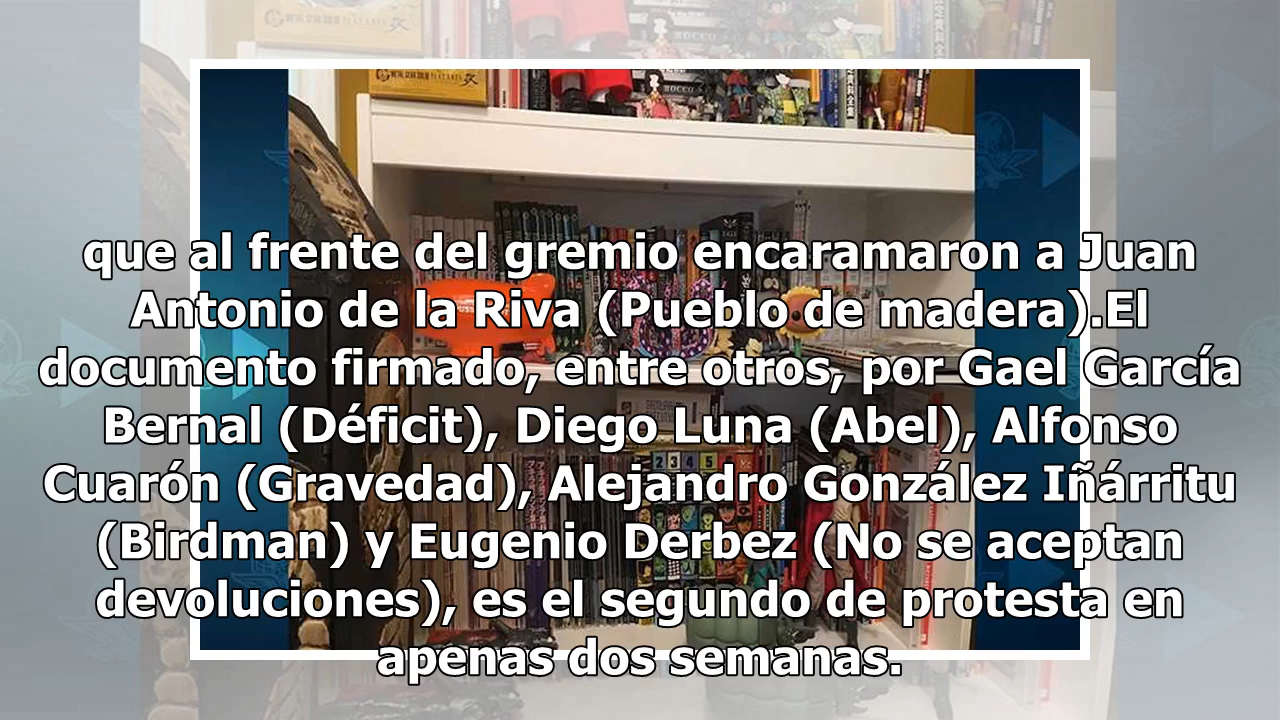 que al frente del gremio encaramaron a Juan
Antonio de la Riva (Pueblo de madera).El
documento firmado, entre otros, por Gael García
Bernal (Déficit), Diego Luna (Abel), Alfonso
Cuarón (Gravedad), Alejandro González Iñárritu
(Birdman) y Eugenio Derbez (No se aceptan
devoluciones), es el segundo de protesta en
apenas dos semanas.